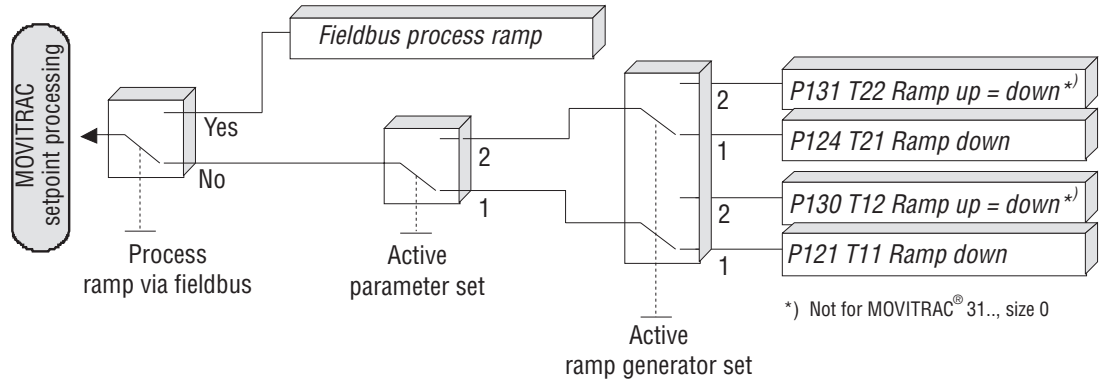 MOVITRAC
setpoint processing
Fieldbus process ramp
Yes
No
Process
ramp via fieldbus
2
1
Active
parameter set
2
1
2
1
Active
ramp generator set
P131 T22 Ramp up = down*)
P124 T21 Ramp down
P130 T12 Ramp up = down*)
P121 T11 Ramp down
*) Not for MOVITRAC® 31.., size 0